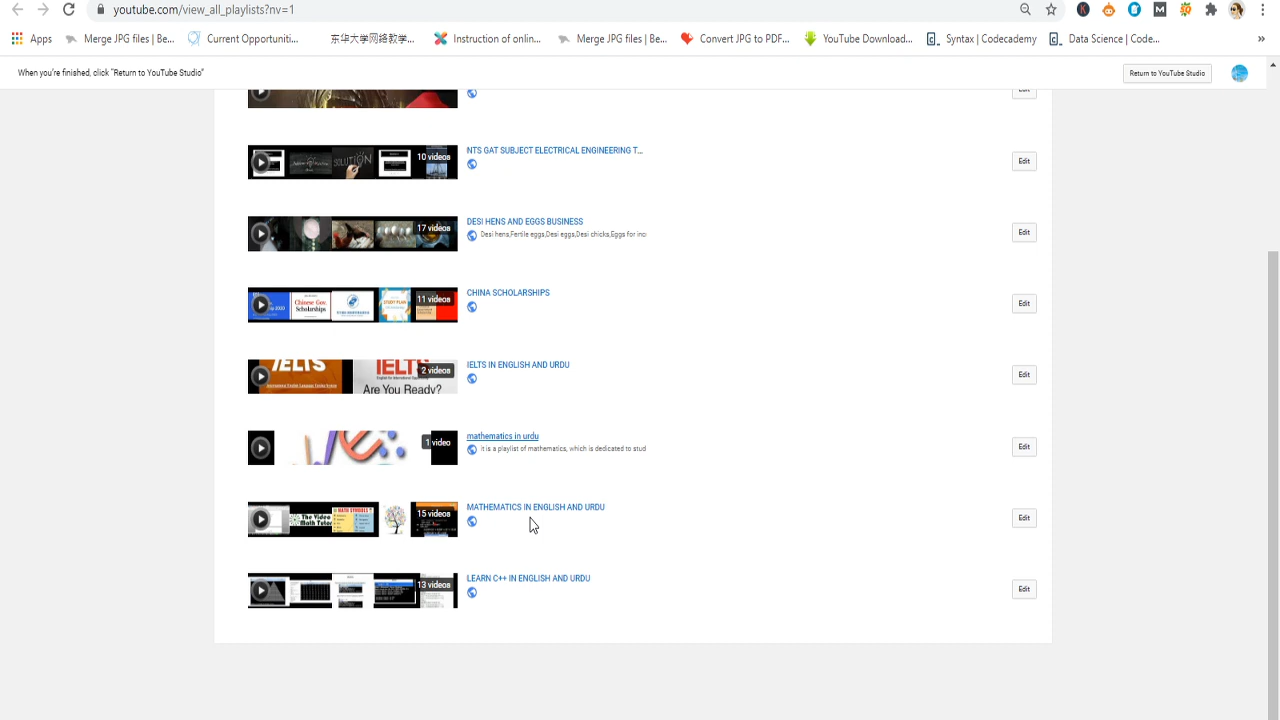 youtube.com/view_all_playlists?nv=1
Apps
Merge JPG files | Be...
Current Opportuniti...
东华大学网络教学...
Instruction of onlin...
Merge JPG files | Be...
Convert JPG to PDF...
YouTube Download...
Syntax | Codecademy
Data Science | Code...
»
When you're finished, click "Return to YouTube Studio"
Return to YouTube Studio
Edit
SOLUTION
10 videos
NTS GAT SUBJECT ELECTRICAL ENGINEERING T...
Edit
17 videos
DESI HENS AND EGGS BUSINESS
Desi hens,Fertile eggs,Desi eggs,Desi chicks,Eggs for inc
Edit
Chinese Gov.
Scholarships
STUDY PLAN
11 videos
CHINA SCHOLARSHIPS
Edit
IELTS
IELTS
Are You Ready?
2 videos
IELTS IN ENGLISH AND URDU
Edit
1 video
mathematics in urdu
it is a playlist of mathematics, which is dedicated to stud
Edit
The Video
Math Tutor
MATH SYMBOLS
15 videos
MATHEMATICS IN ENGLISH AND URDU
Edit
13 videos
LEARN C++ IN ENGLISH AND URDU
Edit